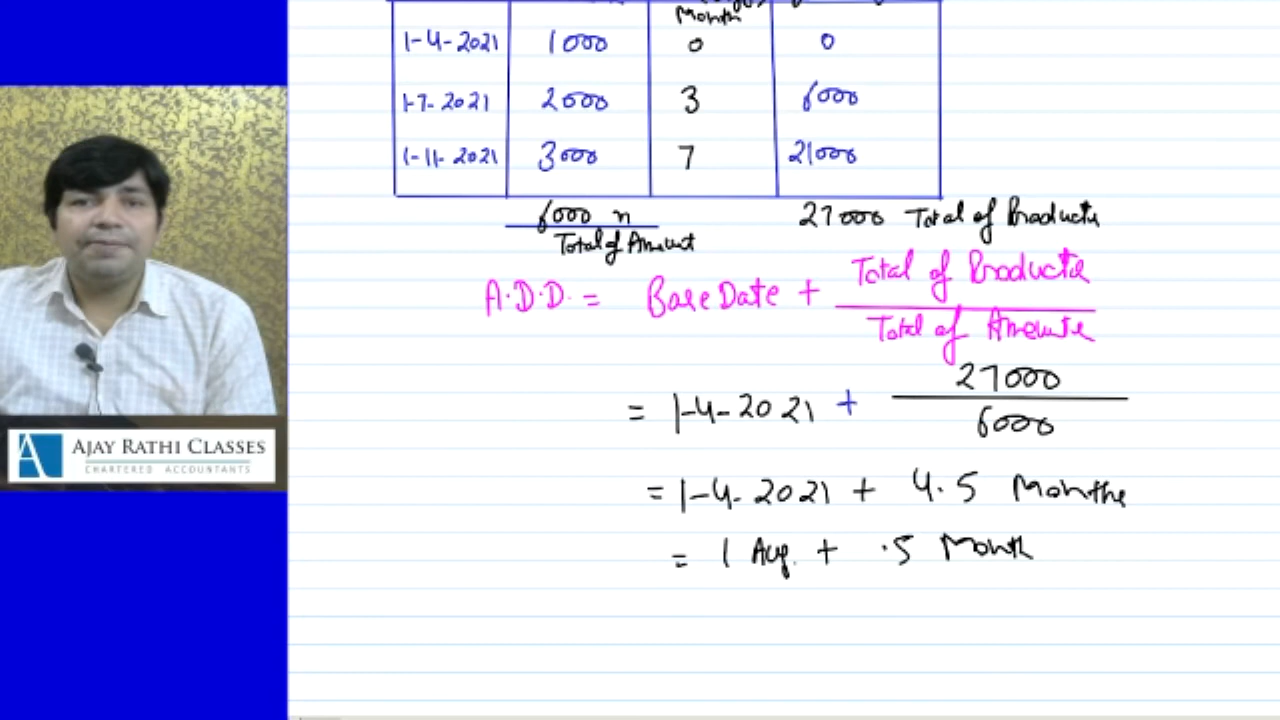 Month
1-4-2021 1000 0 0
1-7-2021 2000 3 6000
1-11-2021 3000 7 21000
6000 27000 Total of Products
Total of Amount
A.D.D. = Base Date + Total of Products
Total of Amounts
= 1-4-2021 + 27000
6000
= 1-4-2021 + 4.5 Months
= 1 Aug. + .5 Month
AJAY RATHI CLASSES
CHARTERED ACCOUNTANTS